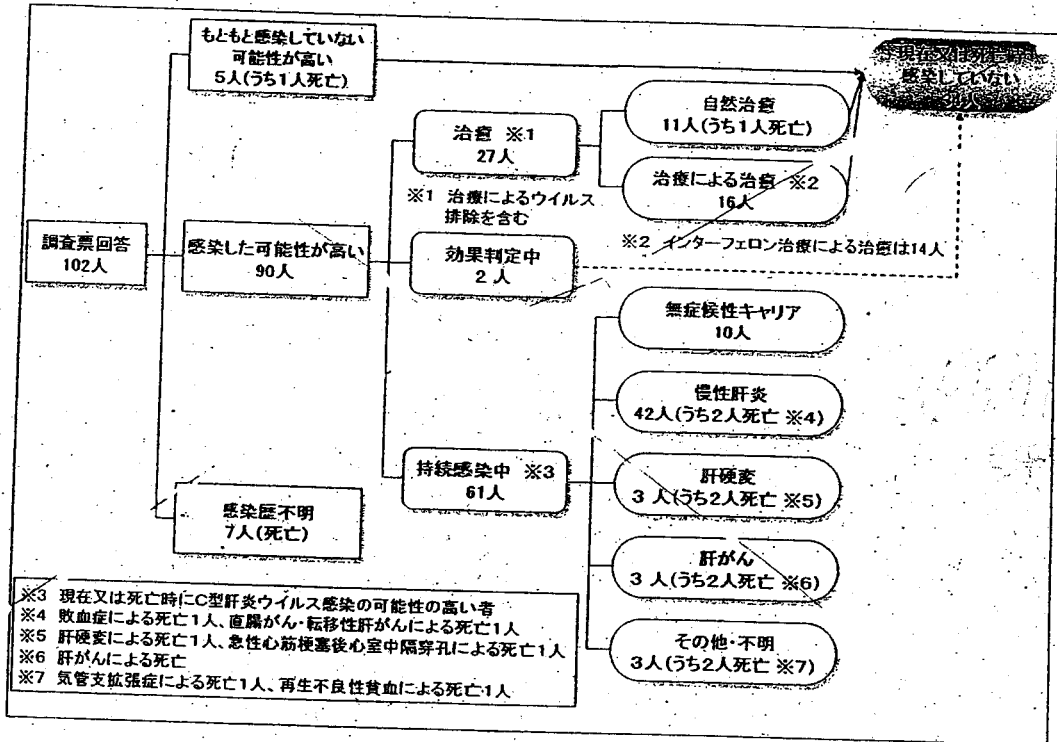 もともと感染していない
可能性が高い
5人(うち1人死亡)
現在又は死亡時
感染していない
治癒 ※1
27人
自然治癒
11人(うち1人死亡)
治療による治癒 ※2
16人
※1 治療によるウイルス
排除を含む
※2 インターフェロン治療による治癒は14人
調査票回答
102人
感染した可能性が高い
90人
効果判定中
2人
無症候性キャリア
10人
慢性肝炎
42人(うち2人死亡 ※4)
持続感染中 ※3
61人
肝硬変
3人(うち2人死亡 ※5)
感染歴不明
7人(死亡)
肝がん
3人(うち2人死亡 ※6)
その他・不明
3人(うち2人死亡 ※7)
※3 現在又は死亡時にC型肝炎ウイルス感染の可能性の高い者
※4 敗血症による死亡1人、直腸がん・転移性肝がんによる死亡1人
※5 肝硬変による死亡1人、急性心筋梗塞後心室中隔穿孔による死亡1人
※6 肝がんによる死亡
※7 気管支拡張症による死亡1人、再生不良性貧血による死亡1人